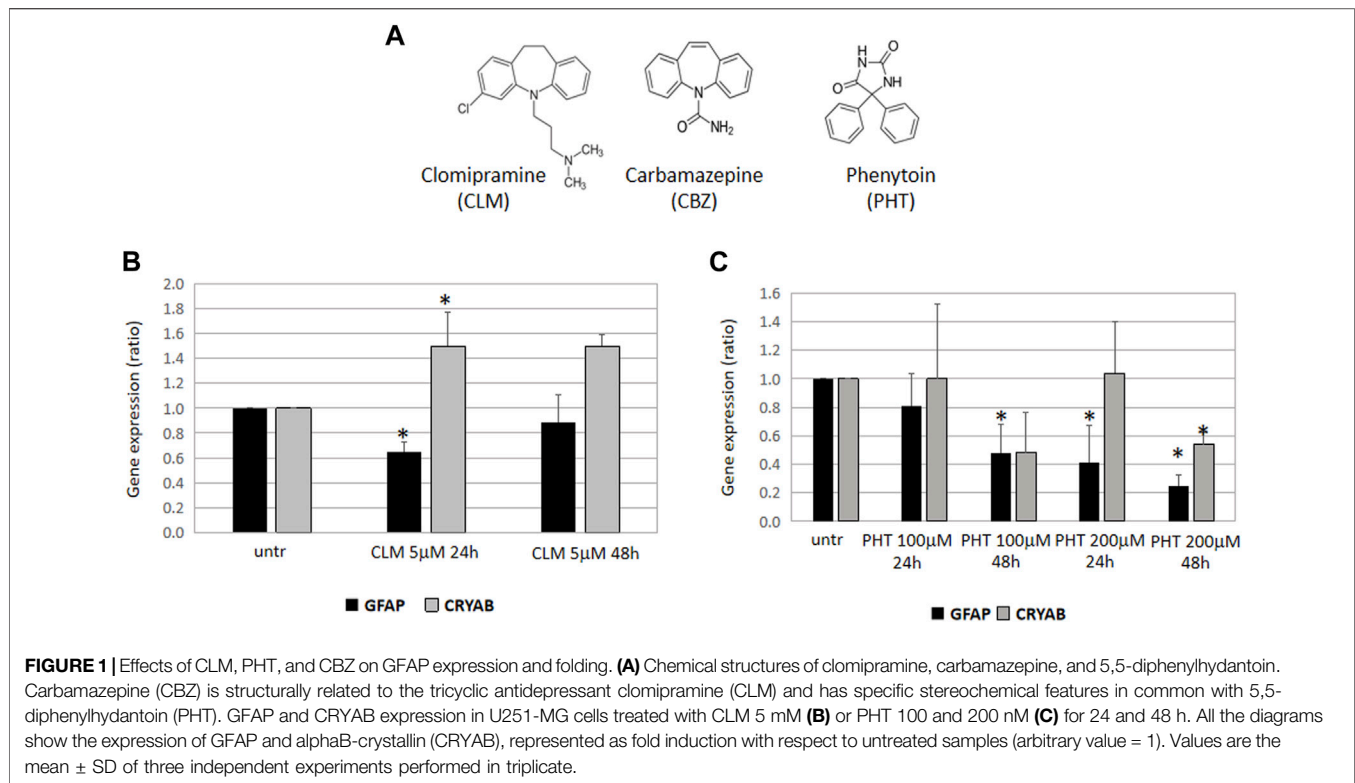 A
Cl
N
N
CH3
CH3
Clomipramine
(CLM)
N
O
NH2
Carbamazepine
(CBZ)
O
NH
O
NH
Phenytoin
(PHT)
B
Gene expression (ratio)
2.0
1.8
1.6
1.4
1.2
1.0
0.8
0.6
0.4
0.2
0.0
*
*
untr
CLM 5μM 24h
CLM 5μM 48h
GFAP
CRYAB
C
Gene expression (ratio)
1.6
1.4
1.2
1.0
0.8
0.6
0.4
0.2
0.0
*
*
*
*
untr
PHT 100μM
24h
PHT 100μM
48h
PHT 200μM
24h
PHT 200μM
48h
GFAP
CRYAB
FIGURE 1 | Effects of CLM, PHT, and CBZ on GFAP expression and folding. (A) Chemical structures of clomipramine, carbamazepine, and 5,5-diphenylhydantoin.
Carbamazepine (CBZ) is structurally related to the tricyclic antidepressant clomipramine (CLM) and has specific stereochemical features in common with 5,5-
diphenylhydantoin (PHT). GFAP and CRYAB expression in U251-MG cells treated with CLM 5 mM (B) or PHT 100 and 200 nM (C) for 24 and 48 h. All the diagrams
show the expression of GFAP and alphaB-crystallin (CRYAB), represented as fold induction with respect to untreated samples (arbitrary value = 1). Values are the
mean ± SD of three independent experiments performed in triplicate.